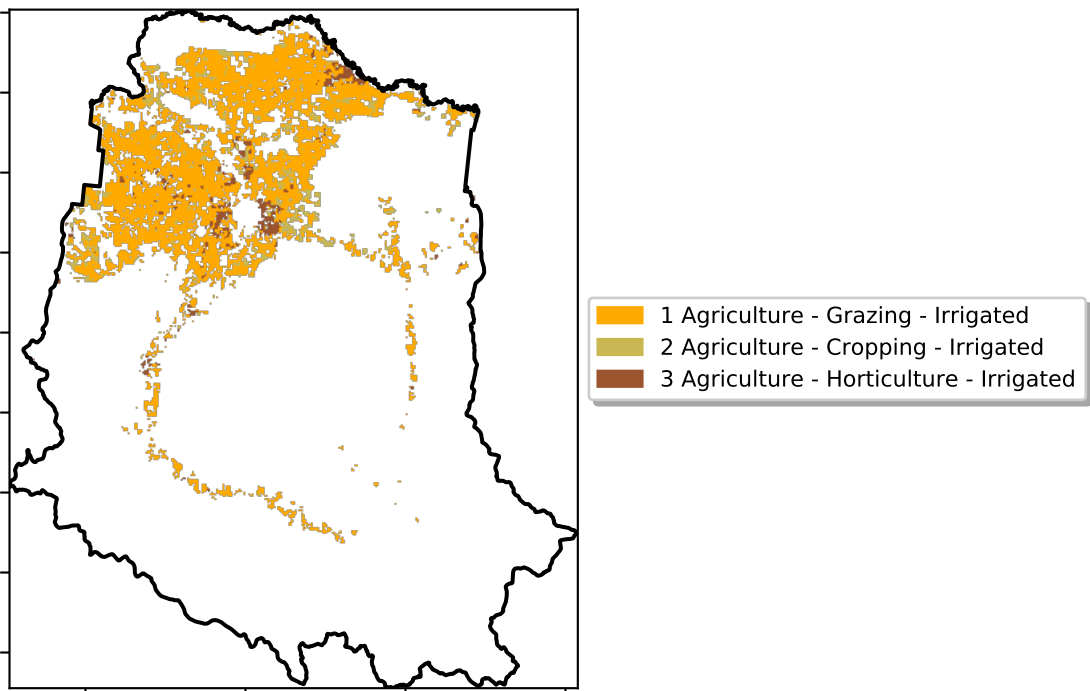 1 Agriculture - Grazing - Irrigated
2 Agriculture - Cropping - Irrigated
3 Agriculture - Horticulture - Irrigated